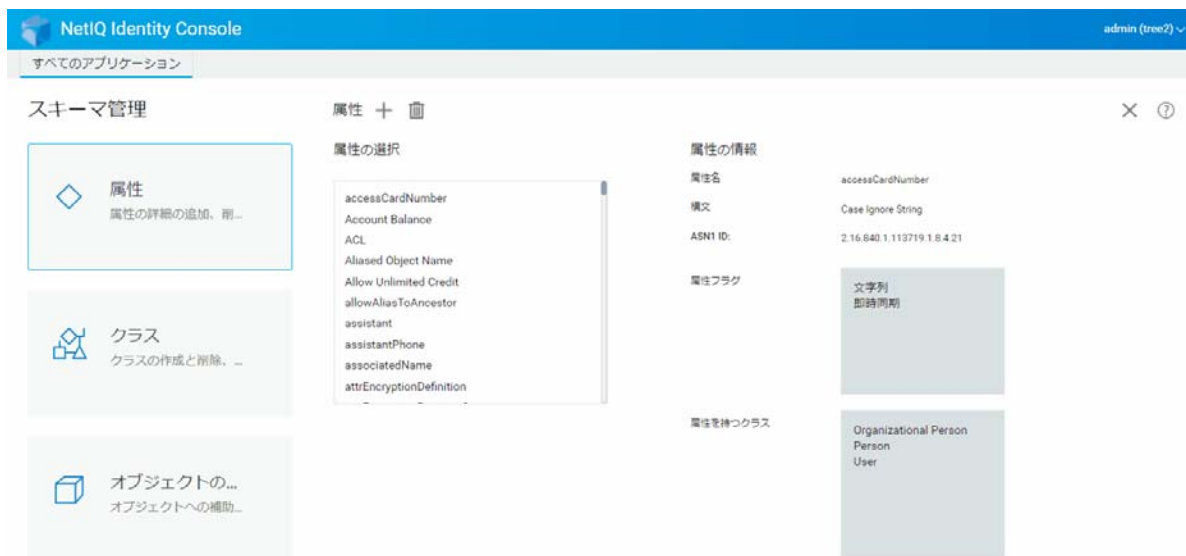 NetIQ Identity Console
admin (tree2)
すべてのアプリケーション
スキーマ管理
属性
属性の詳細の追加、削...
クラス
クラスの作成と削除、...
オブジェクトの...
オブジェクトへの補助...
属性
属性の選択
accessCardNumber
Account Balance
ACL
Aliased Object Name
Allow Unlimited Credit
allowAliasToAncestor
assistant
assistantPhone
associatedName
attrEncryptionDefinition
属性の情報
属性名
accessCardNumber
構文
Case Ignore String
ASN1 ID:
2.16.840.1.113719.1.8.4.21
属性フラグ
文字列
即時同期
属性を持つクラス
Organizational Person
Person
User